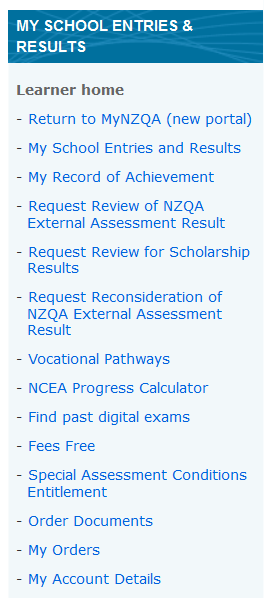 MY SCHOOL ENTRIES &
RESULTS
Learner home
- Return to MyNZQA (new portal)
- My School Entries and Results
- My Record of Achievement
- Request Review of NZQA
External Assessment Result
- Request Review for Scholarship
Results
- Request Reconsideration of
NZQA External Assessment
Result
- Vocational Pathways
- NCEA Progress Calculator
- Find past digital exams
- Fees Free
- Special Assessment Conditions
Entitlement
- Order Documents
- My Orders
- My Account Details